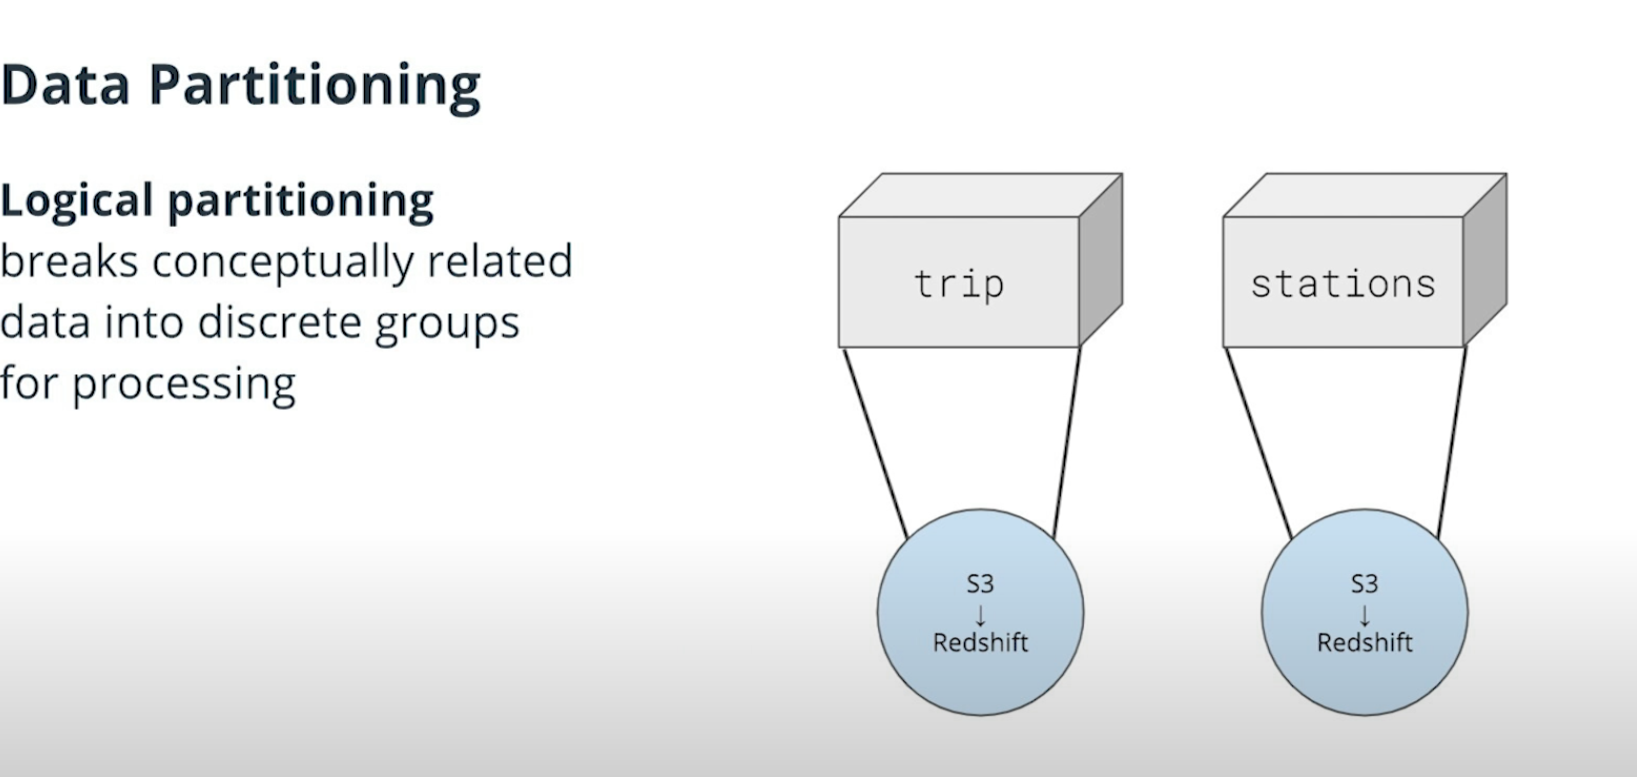 Data Partitioning
Logical partitioning
breaks conceptually related
data into discrete groups
for processing
trip
stations
S3
↓
Redshift
S3
↓
Redshift